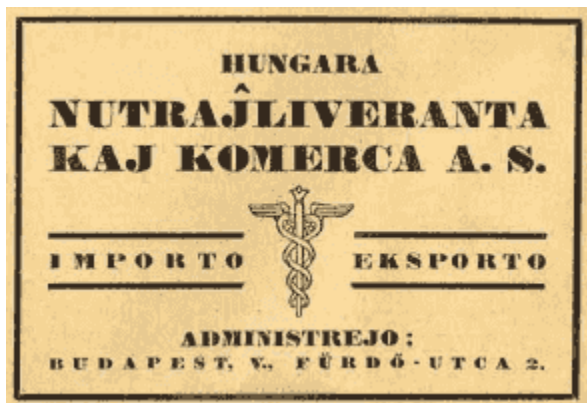 HUNGARA
NUTRAĴLIVERANTA
KAJ KOMERCA A. S.
IMPORTO EKSPORTO
ADMINISTREJO:
BUDAPEST, V., FÜRDŐ-UTCA 2.